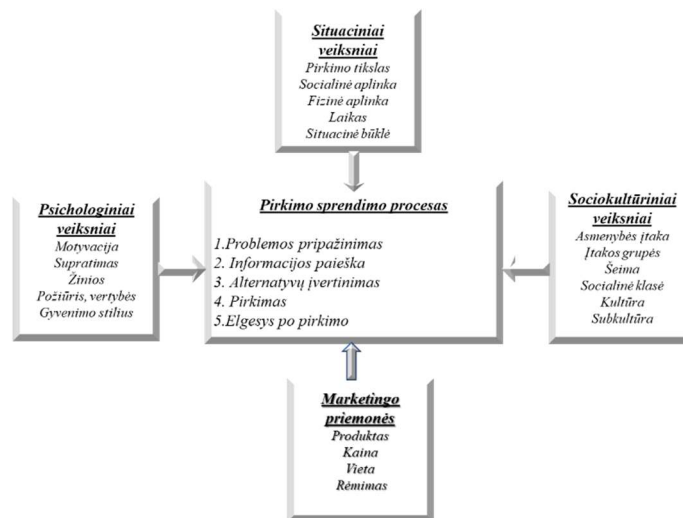 Situaciniai
veiksniai
Pirkimo tikslas
Socialinė aplinka
Fizinė aplinka
Laikas
Situacinė būklė
Psichologiniai
veiksniai
Motyvacija
Supratimas
Žinios
Požiūris, vertybės
Gyvenimo stilius
Pirkimo sprendimo procesas
1.Problemos pripažinimas
2. Informacijos paieška
3. Alternatyvų įvertinimas
4. Pirkimas
5.Elgesys po pirkimo
Sociokultūriniai
veiksniai
Asmenybės įtaka
Įtakos grupės
Šeima
Socialinė klasė
Kultūra
Subkultūra
Marketingo
priemonės
Produktas
Kaina
Vieta
Rėmimas